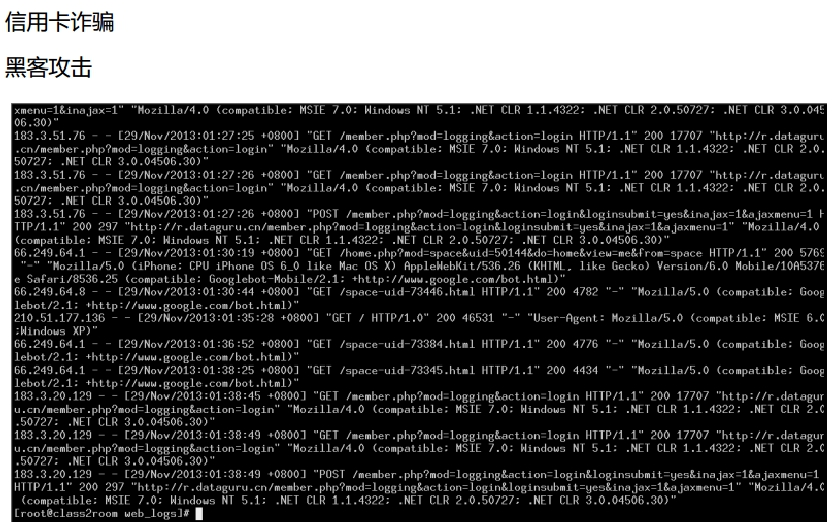 信用卡诈骗
黑客攻击
xmenu=1&inajax=1" "Mozilla/4.0 (compatible; MSIE 7.0; Windows NT 5.1; .NET CLR 1.1.4322; .NET CLR 2.0.50727; .NET CLR 3.0.045
06.30)"
183.3.51.76 - - [29/Nov/2013:01:27:25 +0800] "GET /member.php?mod=logging&action=login HTTP/1.1" 200 17707 "http://r.dataguru
.cn/member.php?mod=logging&action=login" "Mozilla/4.0 (compatible; MSIE 7.0; Windows NT 5.1; .NET CLR 1.1.4322; .NET CLR 2.0.
50727; .NET CLR 3.0.04506.30)"
183.3.51.76 - - [29/Nov/2013:01:27:26 +0800] "GET /member.php?mod=logging&action=login HTTP/1.1" 200 17707 "http://r.dataguru
.cn/member.php?mod=logging&action=login" "Mozilla/4.0 (compatible; MSIE 7.0; Windows NT 5.1; .NET CLR 1.1.4322; .NET CLR 2.0.
50727; .NET CLR 3.0.04506.30)"
183.3.51.76 - - [29/Nov/2013:01:27:26 +0800] "POST /member.php?mod=logging&action=login&loginsubmit=yes&inajax=1&ajaxmenu=1 H
TTP/1.1" 200 297 "http://r.dataguru.cn/member.php?mod=logging&action=login&loginsubmit=yes&inajax=1&ajaxmenu=1" "Mozilla/4.0
(compatible; MSIE 7.0; Windows NT 5.1; .NET CLR 1.1.4322; .NET CLR 2.0.50727; .NET CLR 3.0.04506.30)"
66.249.64.1 - - [29/Nov/2013:01:30:19 +0800] "GET /home.php?mod=space&uid=50144&do=home&view=me&from=space HTTP/1.1" 200 5769
"-" "Mozilla/5.0 (iPhone; CPU iPhone OS 6_0 like Mac OS X) AppleWebKit/536.26 (KHTML, like Gecko) Version/6.0 Mobile/10A5376
e Safari/8536.25 (compatible; Googlebot-Mobile/2.1; +http://www.google.com/bot.html)"
66.249.64.8 - - [29/Nov/2013:01:30:44 +0800] "GET /space-uid-73446.html HTTP/1.1" 200 4782 "-" "Mozilla/5.0 (compatible; Goog
lebot/2.1; +http://www.google.com/bot.html)"
210.51.177.136 - - [29/Nov/2013:01:35:28 +0800] "GET / HTTP/1.0" 200 46531 "-" "User-Agent: Mozilla/5.0 (compatible; MSIE 6.0
;Windows XP)"
66.249.64.1 - - [29/Nov/2013:01:36:52 +0800] "GET /space-uid-73384.html HTTP/1.1" 200 4776 "-" "Mozilla/5.0 (compatible; Goog
lebot/2.1; +http://www.google.com/bot.html)"
66.249.64.1 - - [29/Nov/2013:01:38:25 +0800] "GET /space-uid-73345.html HTTP/1.1" 200 4434 "-" "Mozilla/5.0 (compatible; Goog
lebot/2.1; +http://www.google.com/bot.html)"
183.3.20.129 - - [29/Nov/2013:01:38:45 +0800] "GET /member.php?mod=logging&action=login HTTP/1.1" 200 17707 "http://r.datagur
u.cn/member.php?mod=logging&action=login" "Mozilla/4.0 (compatible; MSIE 7.0; Windows NT 5.1; .NET CLR 1.1.4322; .NET CLR 2.0
.50727; .NET CLR 3.0.04506.30)"
183.3.20.129 - - [29/Nov/2013:01:38:49 +0800] "GET /member.php?mod=logging&action=login HTTP/1.1" 200 17707 "http://r.datagur
u.cn/member.php?mod=logging&action=login" "Mozilla/4.0 (compatible; MSIE 7.0; Windows NT 5.1; .NET CLR 1.1.4322; .NET CLR 2.0
.50727; .NET CLR 3.0.04506.30)"
183.3.20.129 - - [29/Nov/2013:01:38:49 +0800] "POST /member.php?mod=logging&action=login&loginsubmit=yes&inajax=1&ajaxmenu=1
HTTP/1.1" 200 297 "http://r.dataguru.cn/member.php?mod=logging&action=login&loginsubmit=yes&inajax=1&ajaxmenu=1" "Mozilla/4.0
(compatible; MSIE 7.0; Windows NT 5.1; .NET CLR 1.1.4322; .NET CLR 2.0.50727; .NET CLR 3.0.04506.30)"
[root@class2room web_logs]#